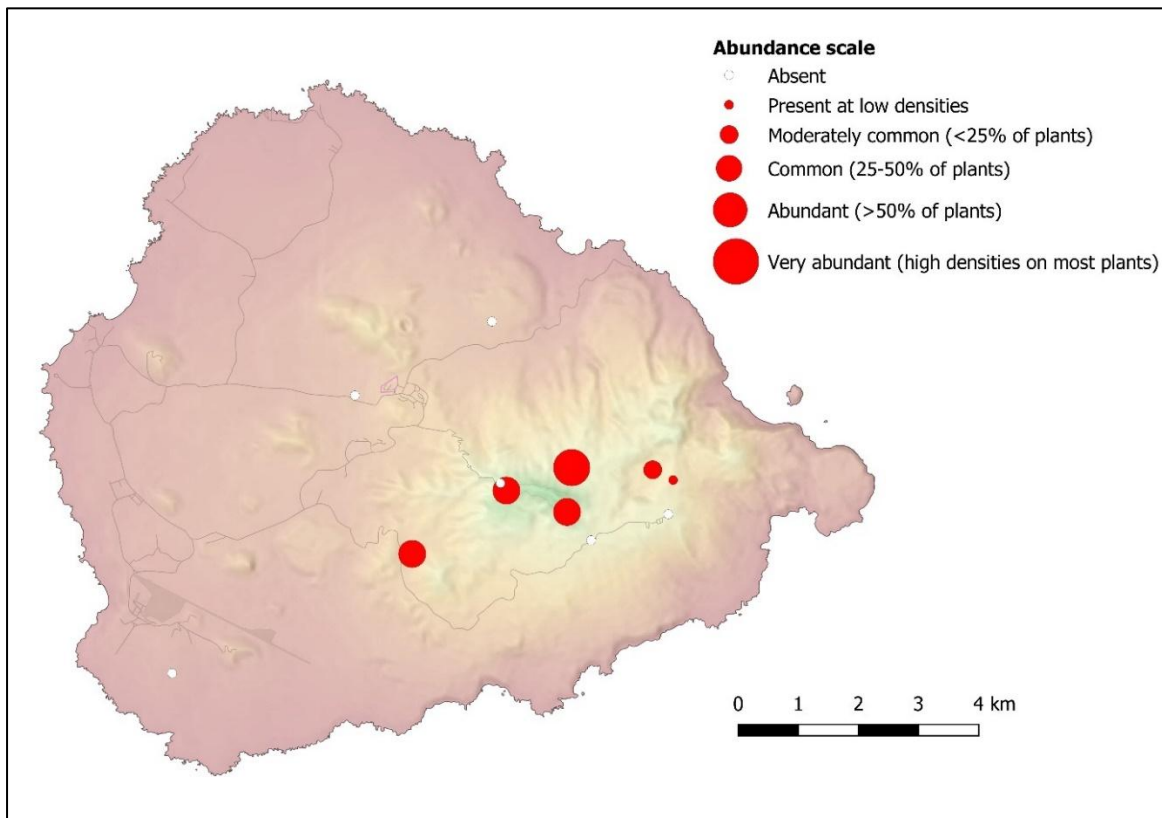 Abundance scale
Absent
Present at low densities
Moderately common (<25% of plants)
Common (25-50% of plants)
Abundant (>50% of plants)
Very abundant (high densities on most plants)
0 1 2 3 4 km